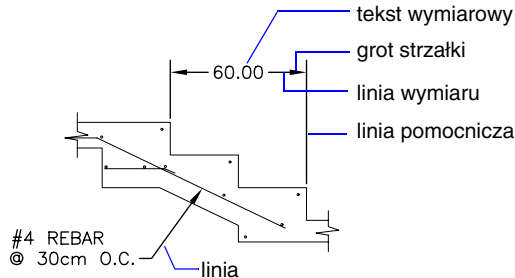 tekst wymiarowy
grot strzałki
60.00
linia wymiaru
linia pomocnicza
#4 REBAR
@ 30cm O.C.
linia